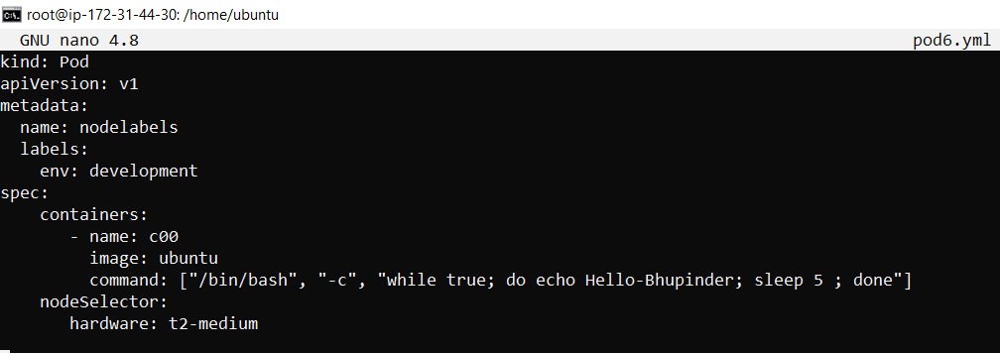 root@ip-172-31-44-30: /home/ubuntu
GNU nano 4.8 pod6.yml
kind: Pod
apiVersion: v1
metadata:
  name: nodelabels
  labels:
    env: development
spec:
    containers:
       - name: c00
         image: ubuntu
         command: ["/bin/bash", "-c", "while true; do echo Hello-Bhupinder; sleep 5 ; done"]
    nodeSelector:
       hardware: t2-medium